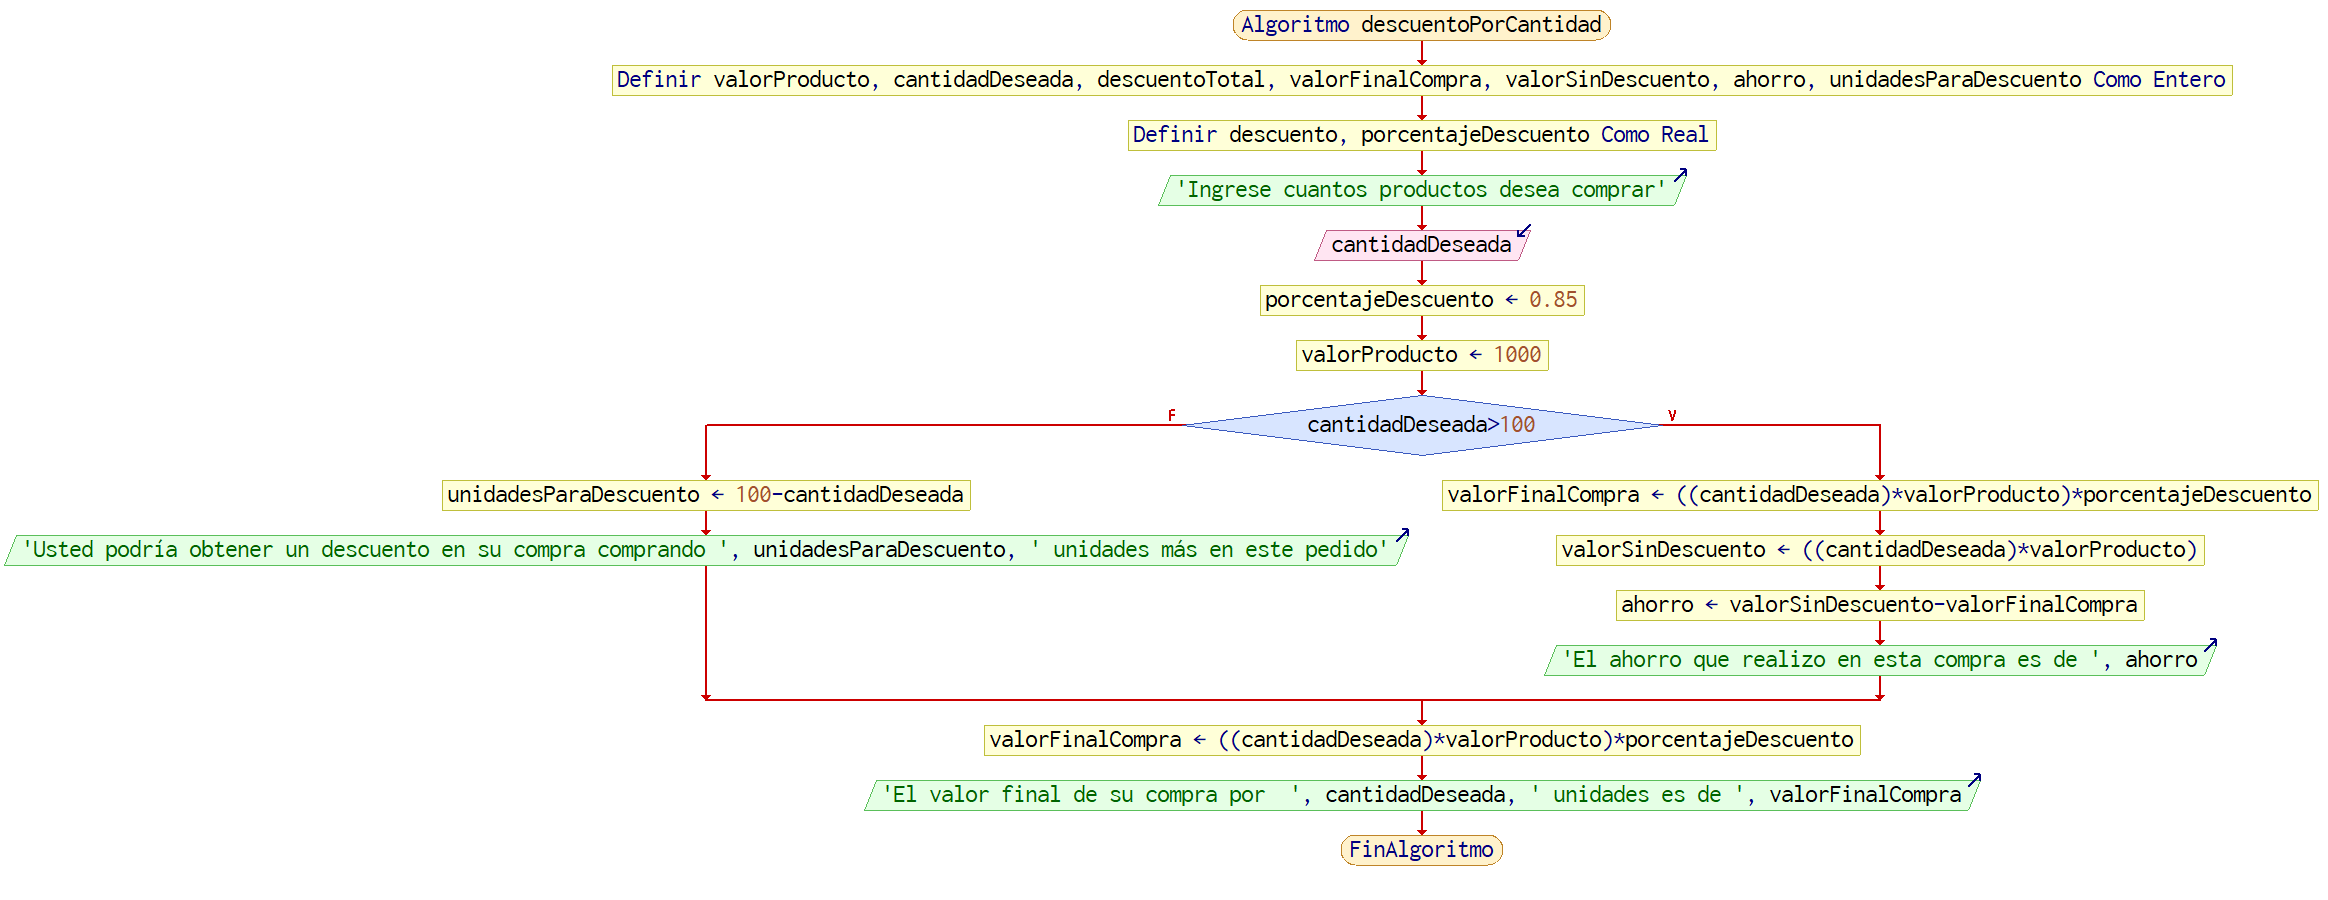 Algoritmo descuentoPorCantidad
Definir valorProducto, cantidadDeseada, descuentoTotal, valorFinalCompra, valorSinDescuento, ahorro, unidadesParaDescuento Como Entero
Definir descuento, porcentajeDescuento Como Real
'Ingrese cuantos productos desea comprar'
cantidadDeseada
porcentajeDescuento ← 0.85
valorProducto ← 1000
F
V
cantidadDeseada>100
unidadesParaDescuento ← 100-cantidadDeseada
'Usted podría obtener un descuento en su compra comprando ', unidadesParaDescuento, ' unidades más en este pedido'
valorFinalCompra ← ((cantidadDeseada)*valorProducto)*porcentajeDescuento
valorSinDescuento ← ((cantidadDeseada)*valorProducto)
ahorro ← valorSinDescuento-valorFinalCompra
'El ahorro que realizo en esta compra es de ', ahorro
valorFinalCompra ← ((cantidadDeseada)*valorProducto)*porcentajeDescuento
'El valor final de su compra por  ', cantidadDeseada, ' unidades es de ', valorFinalCompra
FinAlgoritmo